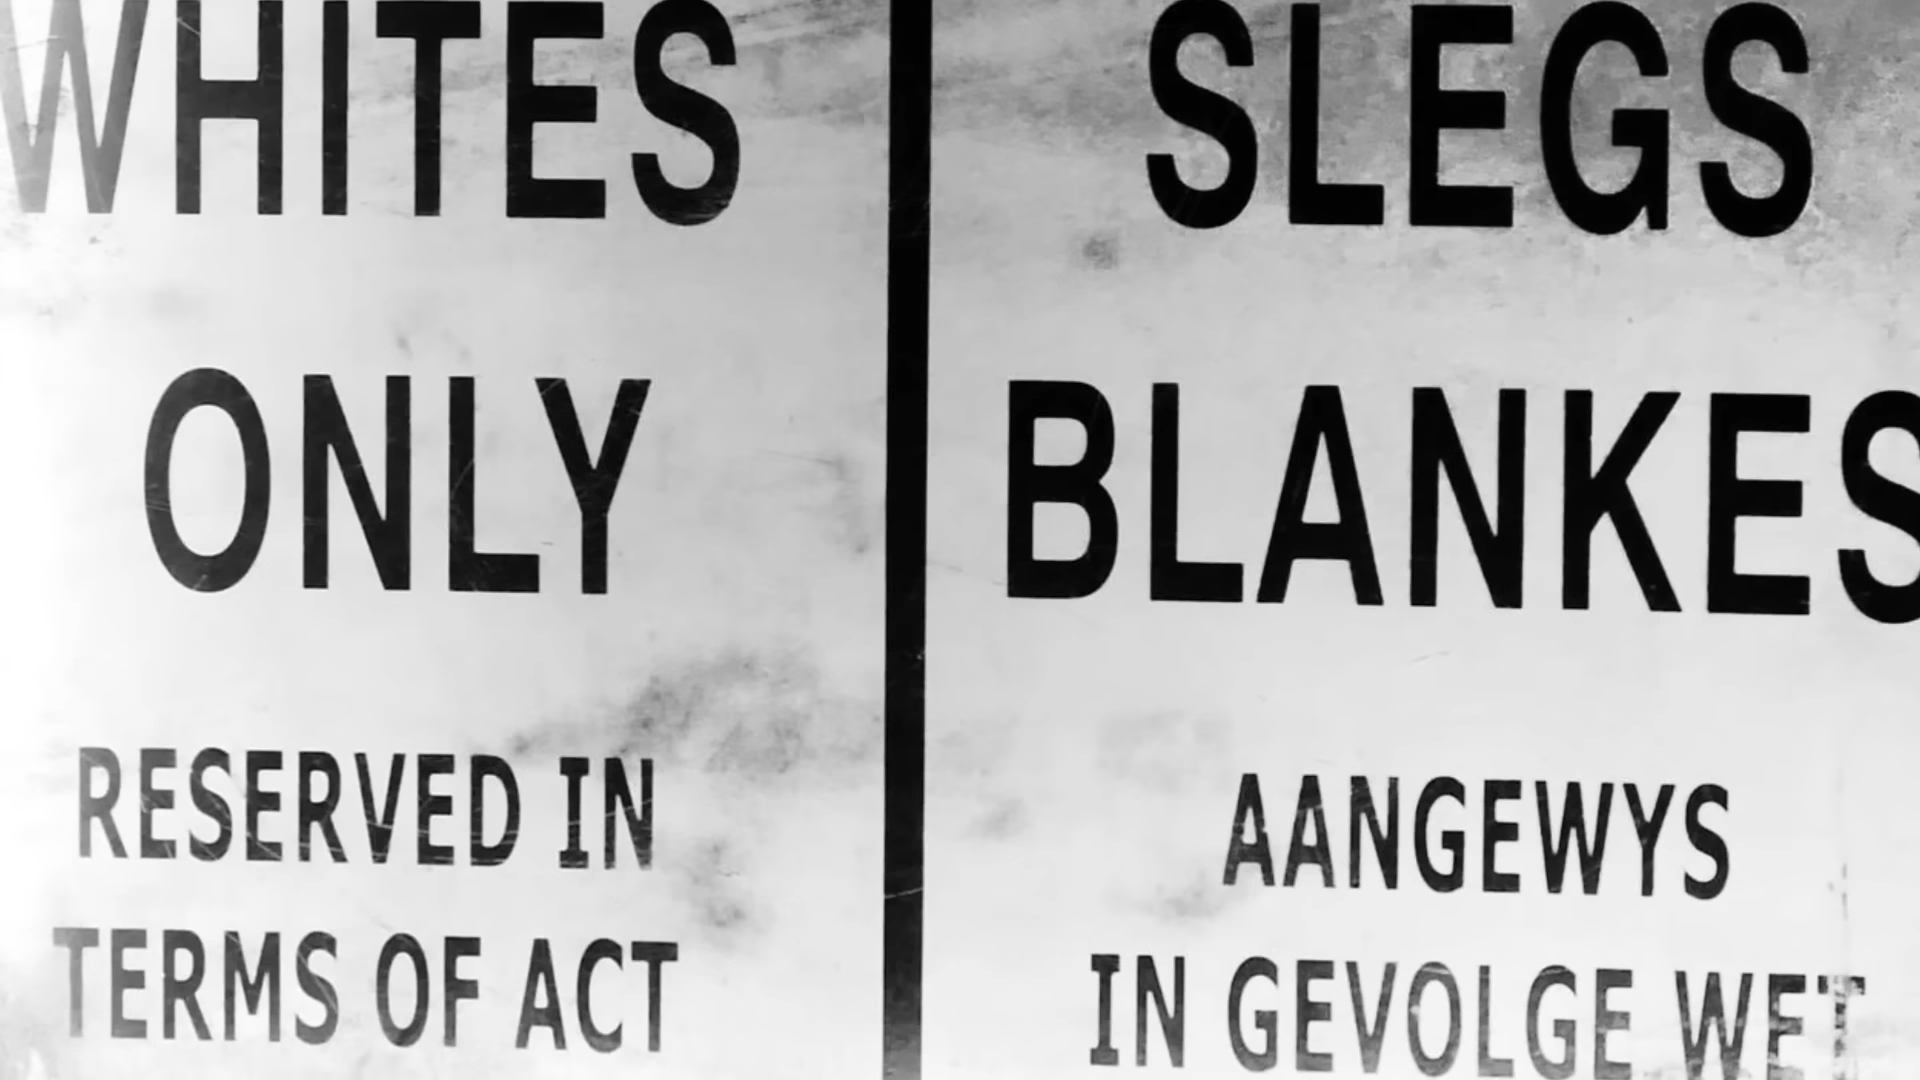 WHITES
ONLY
RESERVED IN
TERMS OF ACT
SLEGS
BLANKES
AANGEWYS
IN GEVOLGE WET